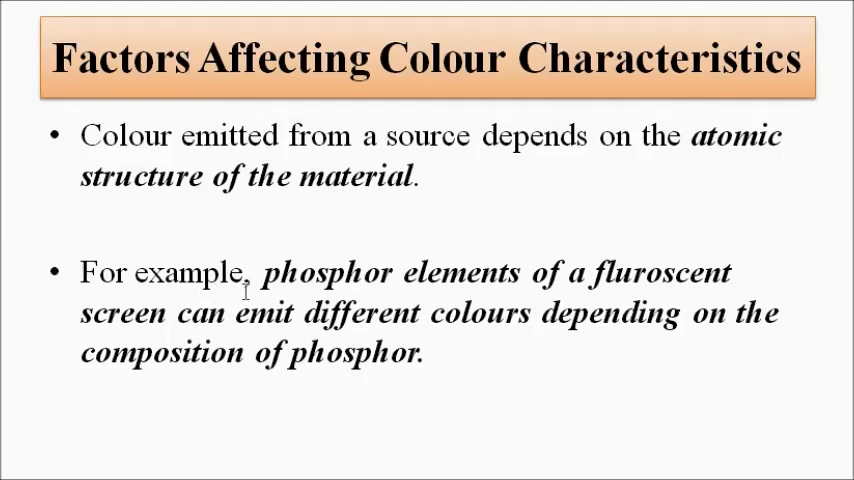 Factors Affecting Colour Characteristics
• Colour emitted from a source depends on the atomic
structure of the material.
• For example, phosphor elements of a fluroscent
screen can emit different colours depending on the
composition of phosphor.